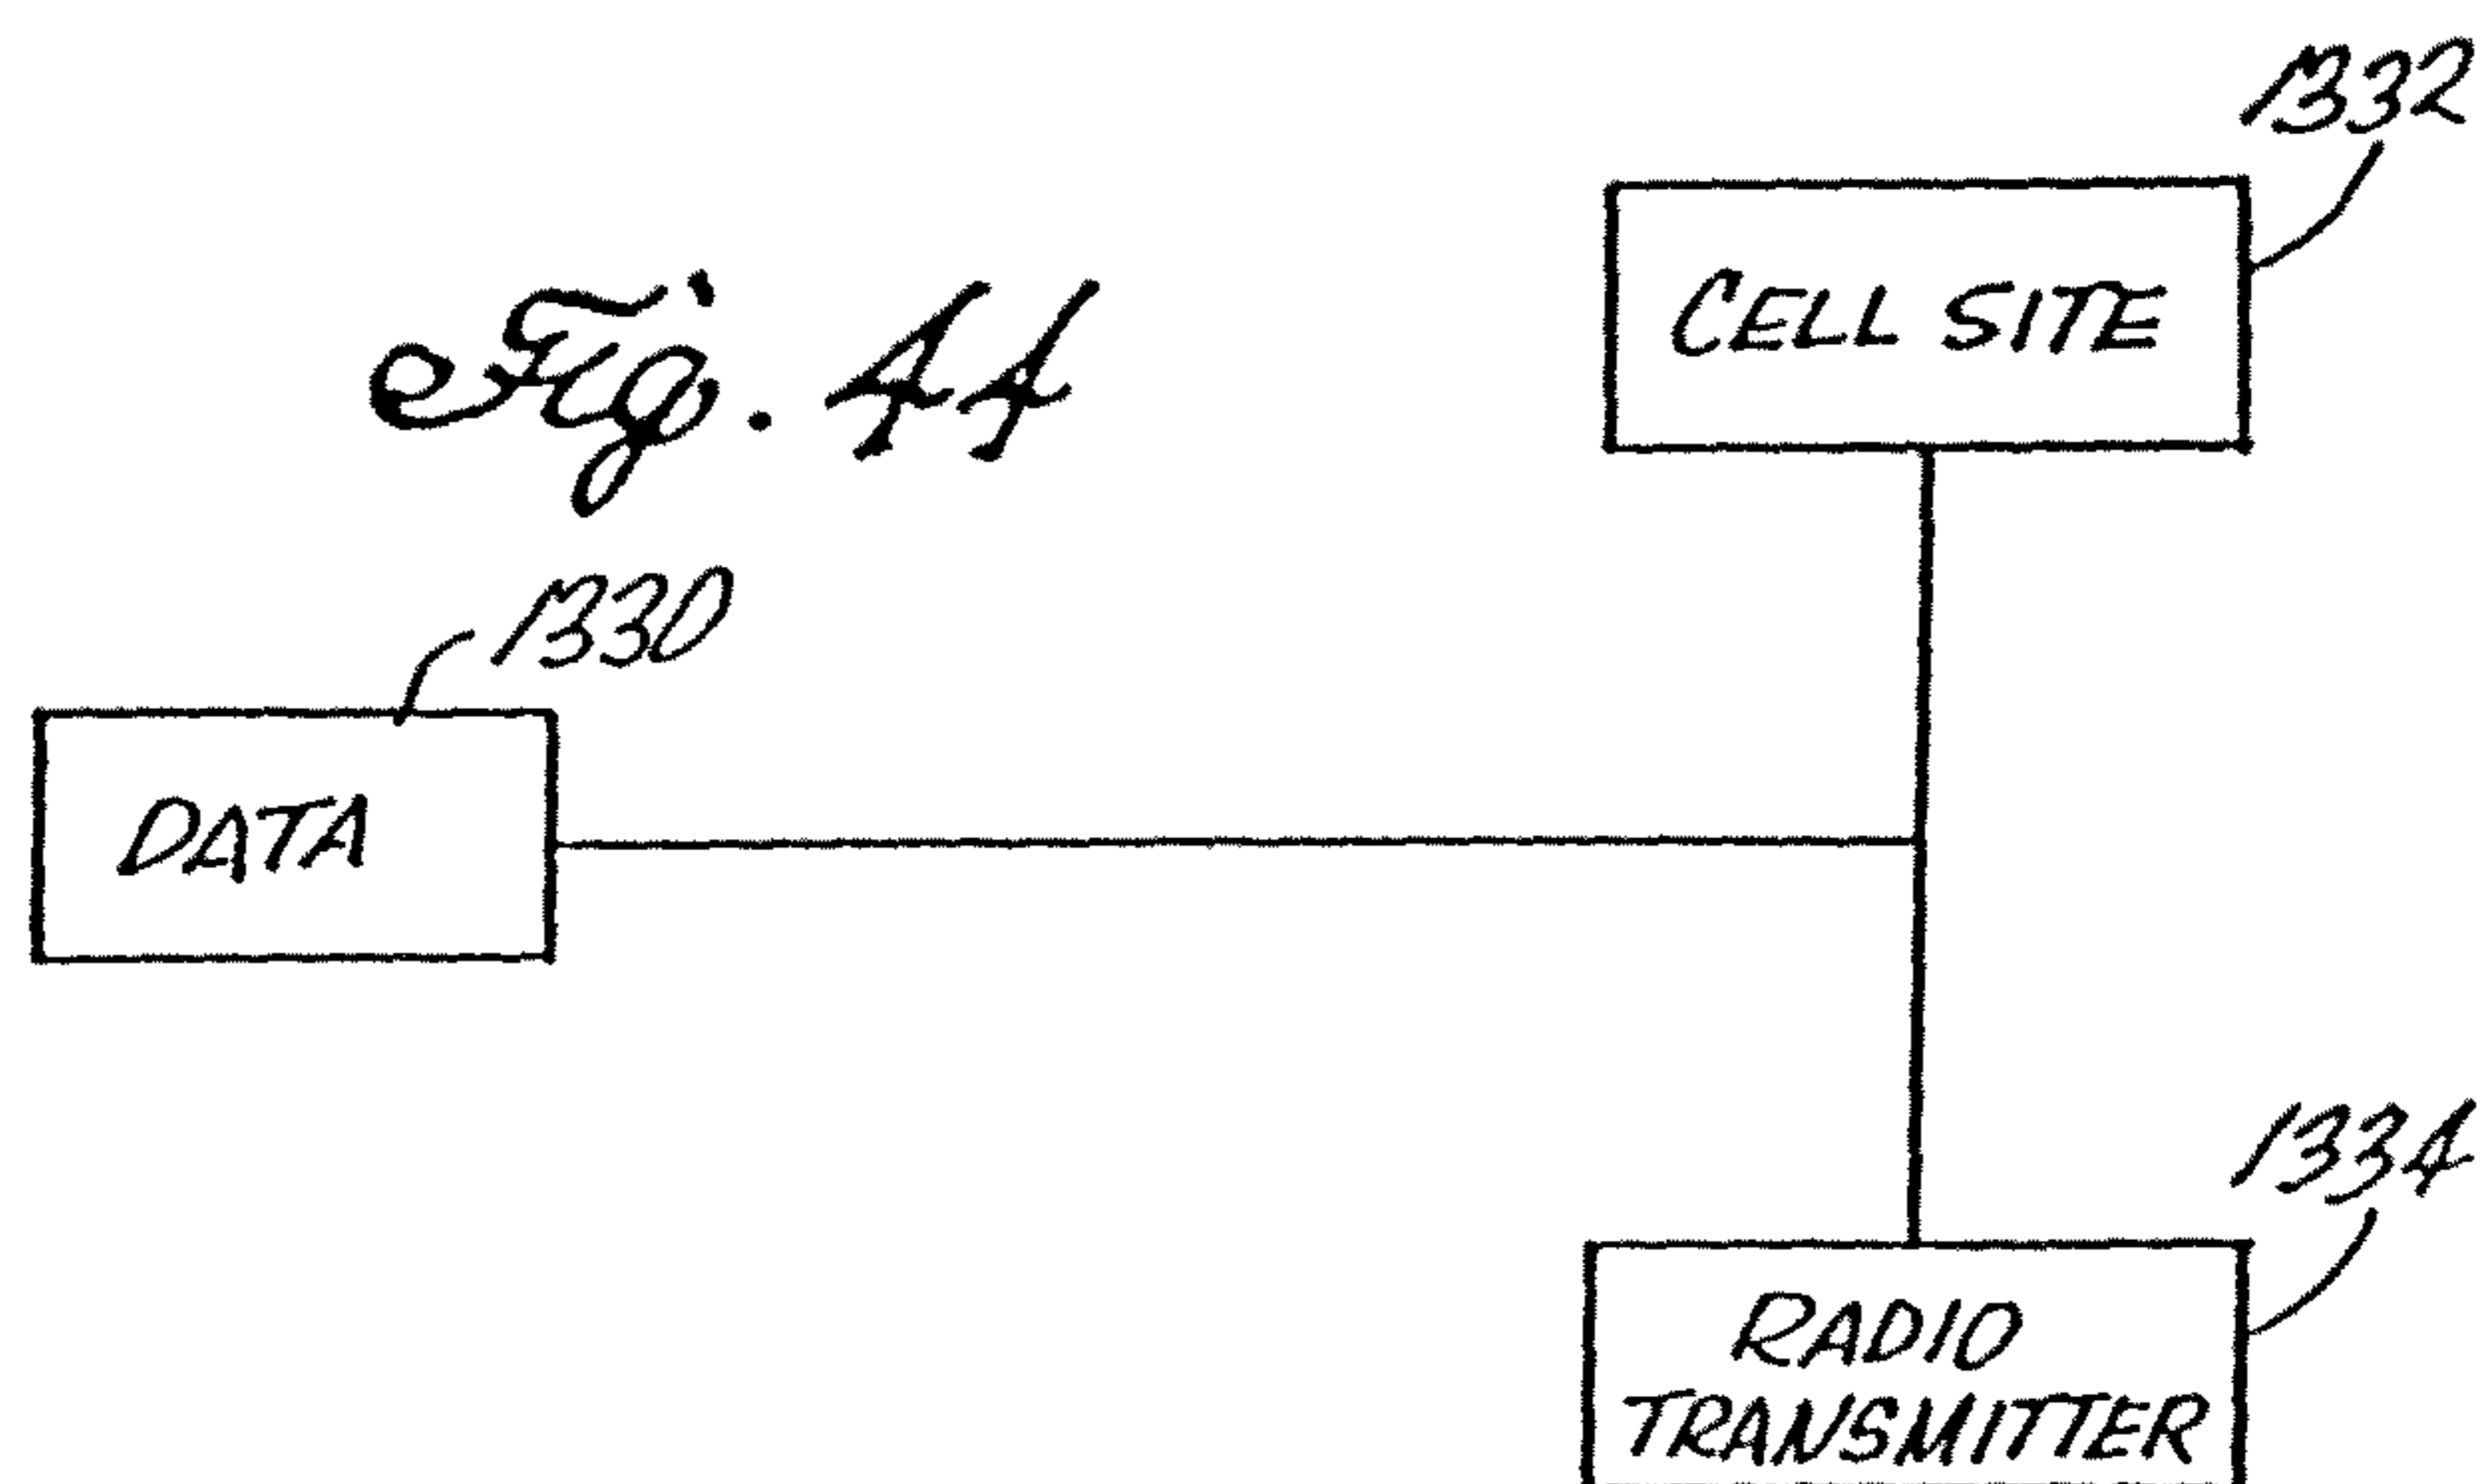 1332
CELL SITE
Fig. 44
1330
DATA
1334
RADIO
TRANSMITTER